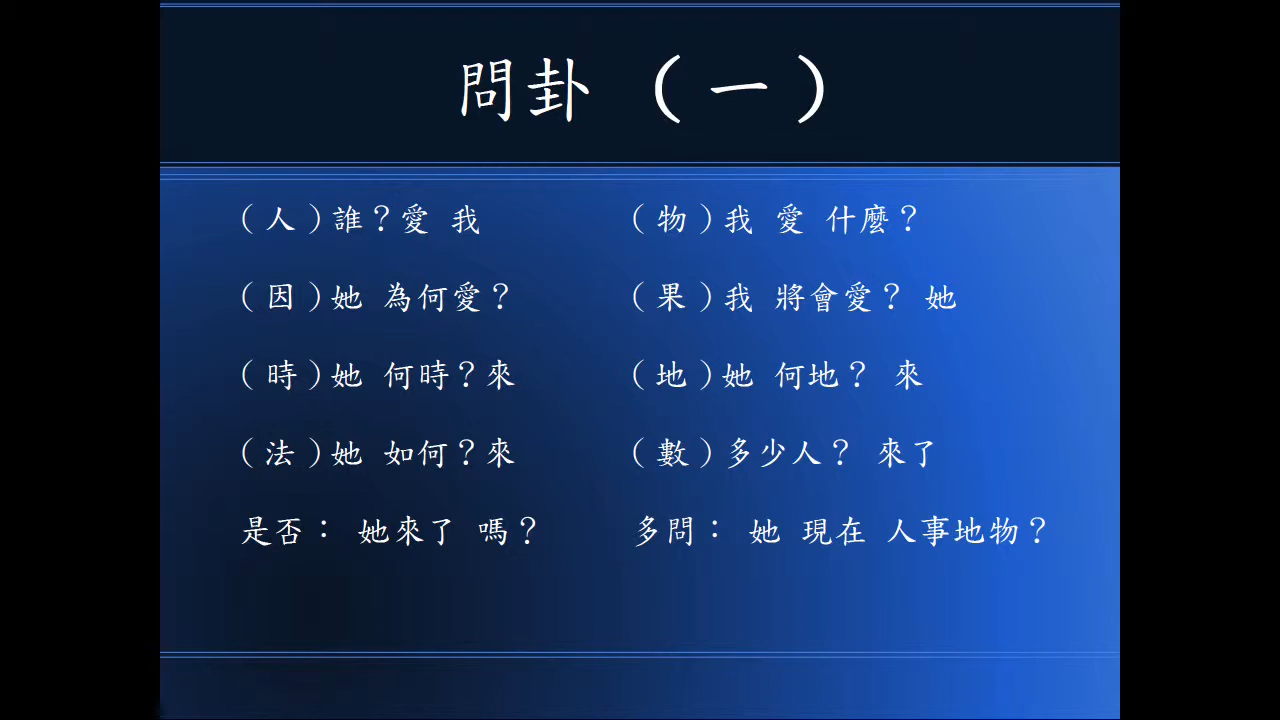 問卦 (一)
(人)誰?愛 我
(物)我 愛 什麼?
(因)她 為何愛?
(果)我 將會愛? 她
(時)她 何時?來
(地)她 何地? 來
(法)她 如何?來
(數)多少人? 來了
是否: 她來了 嗎?
多問: 她 現在 人事地物?